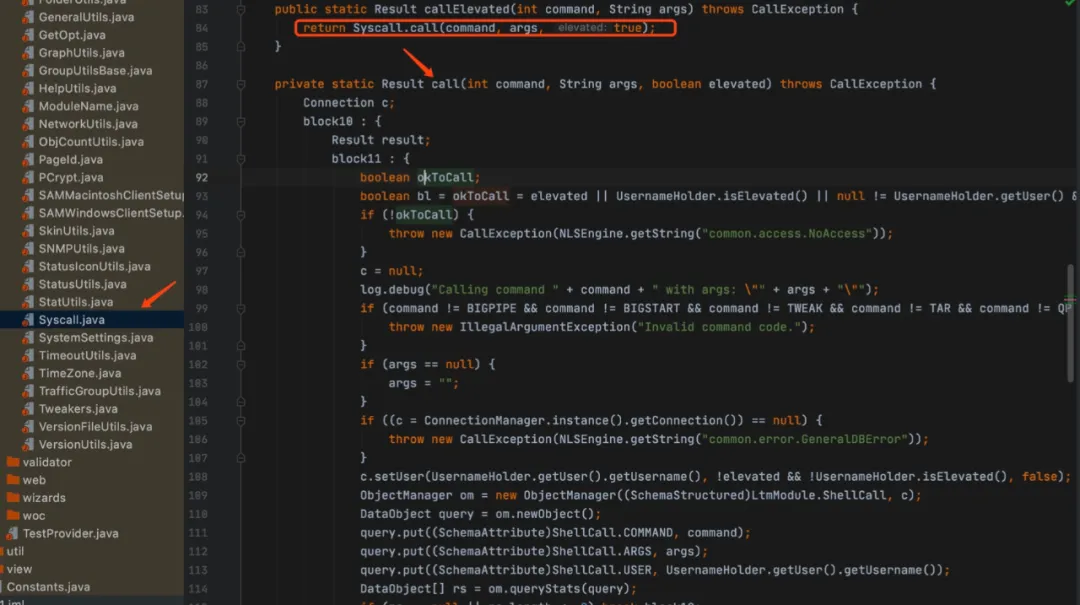 GeneralUtils.java
GetOpt.java
GraphUtils.java
GroupUtilsBase.java
HelpUtils.java
ModuleName.java
NetworkUtils.java
ObjCountUtils.java
PageId.java
PCrypt.java
SAMMacintoshClientSetu
SAMWindowsClientSetup.
SkinUtils.java
SNMPUtils.java
StatusIconUtils.java
StatusUtils.java
StatUtils.java
Syscall.java
SystemSettings.java
TimeoutUtils.java
TimeZone.java
TrafficGroupUtils.java
Tweakers.java
VersionFileUtils.java
VersionUtils.java
validator
web
wizards
woc
TestProvider.java
util
view
Constants.java
83 public static Result callElevated(int command, String args) throws CallException {
84 return Syscall.call(command, args, elevated: true);
85 }
86
87 private static Result call(int command, String args, boolean elevated) throws CallException {
88 Connection c;
89 block10 : {
90 Result result;
91 block11 : {
92 boolean okToCall;
93 boolean bl = okToCall = elevated || UsernameHolder.isElevated() || null != UsernameHolder.getUser() &
94 if (!okToCall) {
95 throw new CallException(NLSEngine.getString("common.access.NoAccess"));
96 }
97 c = null;
98 log.debug("Calling command " + command + " with args: \"" + args + "\"");
99 if (command != BIGPIPE && command != BIGSTART && command != TWEAK && command != TAR && command != QP
100 throw new IllegalArgumentException("Invalid command code.");
101 }
102 if (args == null) {
103 args = "";
104 }
105 if ((c = ConnectionManager.instance().getConnection()) == null) {
106 throw new CallException(NLSEngine.getString("common.error.GeneralDBError"));
107 }
108 c.setUser(UsernameHolder.getUser().getUsername(), !elevated && !UsernameHolder.isElevated(), false);
109 ObjectManager om = new ObjectManager((SchemaStructured)LtmModule.ShellCall, c);
110 DataObject query = om.newObject();
111 query.put((SchemaAttribute)ShellCall.COMMAND, command);
112 query.put((SchemaAttribute)ShellCall.ARGS, args);
113 query.put((SchemaAttribute)ShellCall.USER, UsernameHolder.getUser().getUsername());
114 DataObject[] rs = om.queryStats(query);